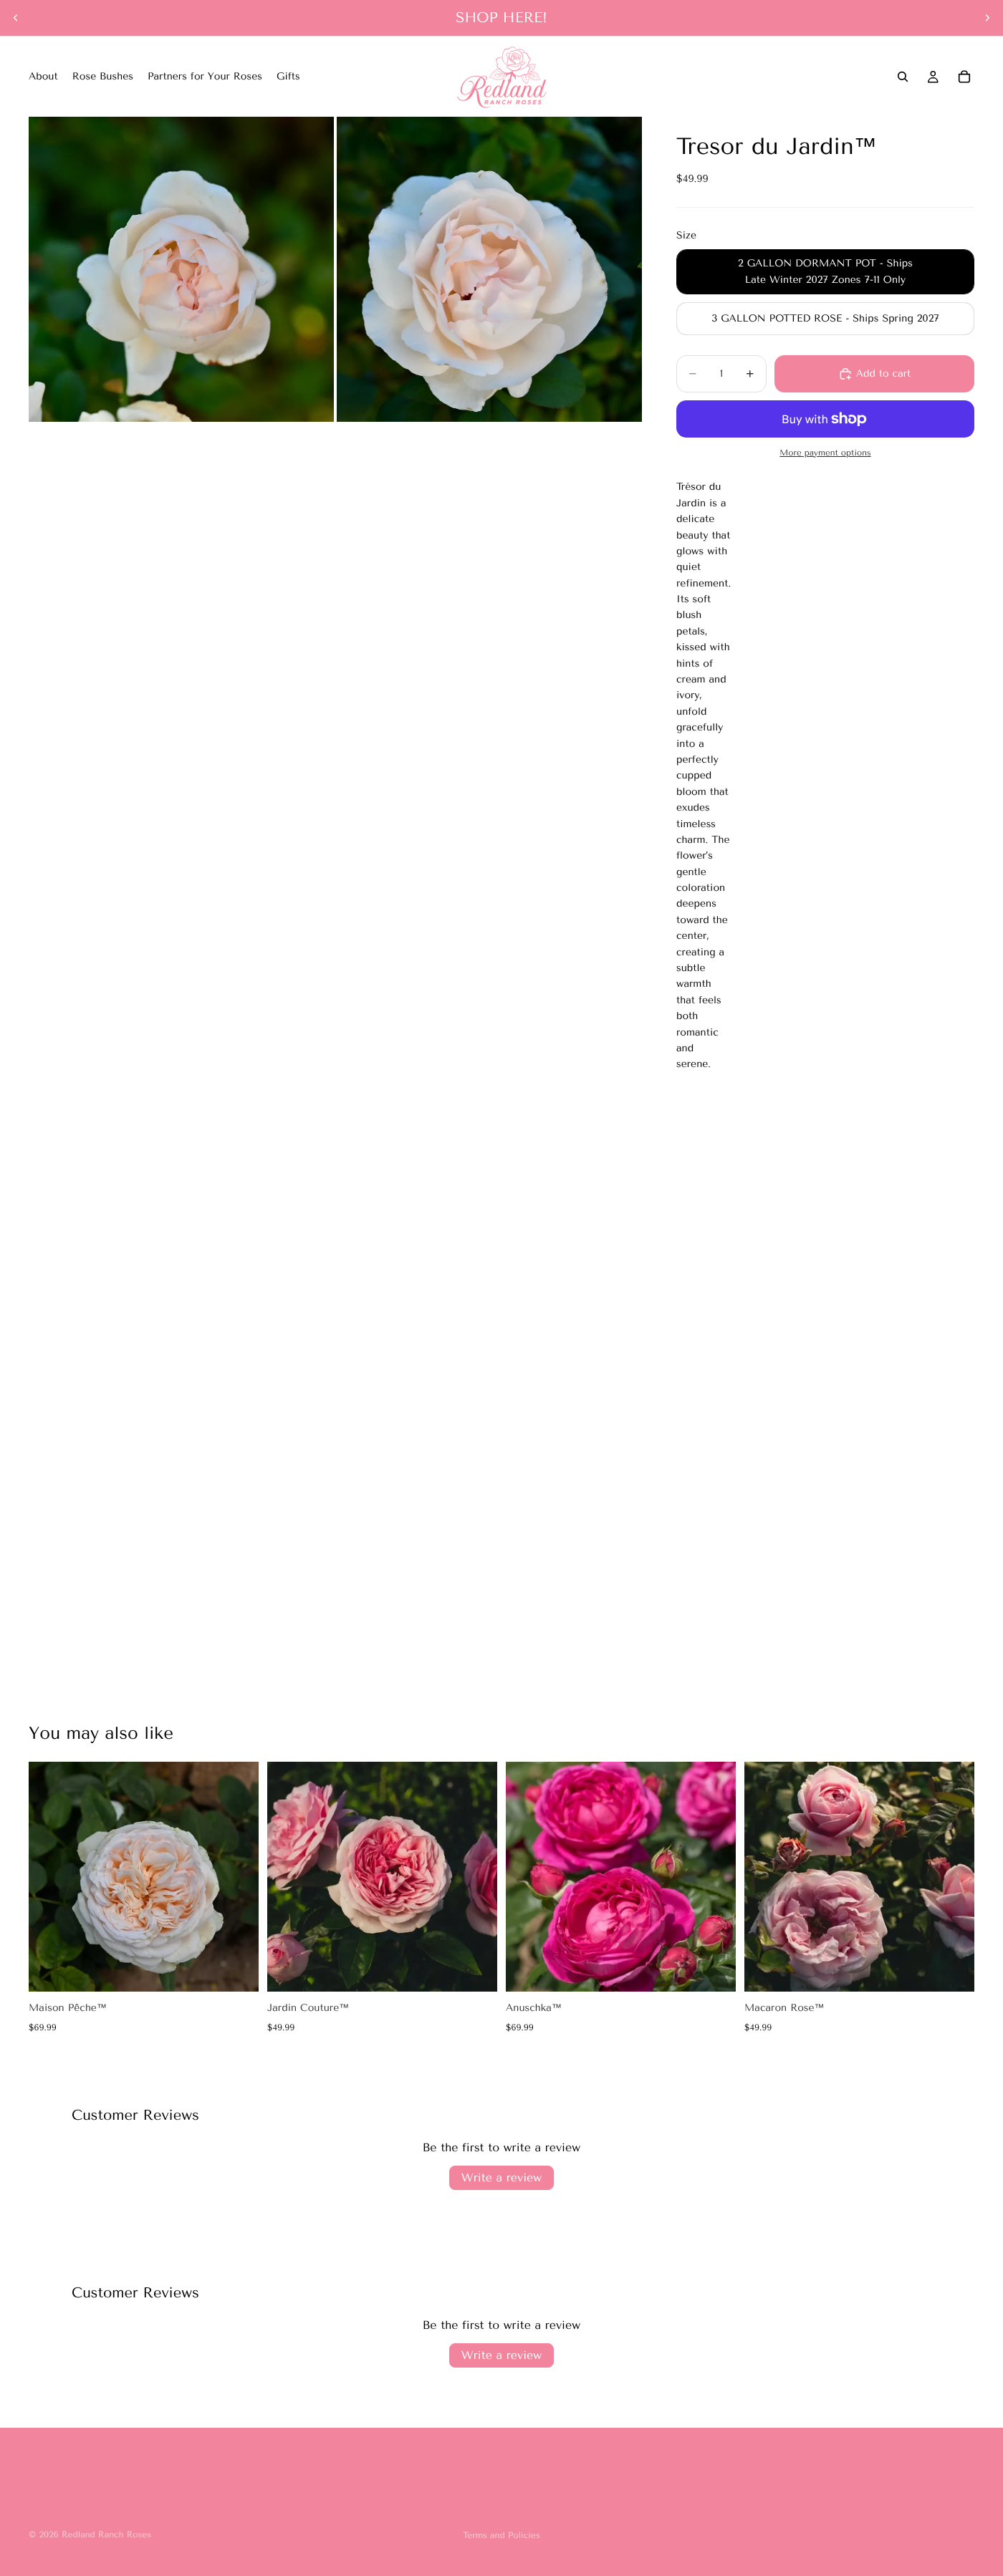 SHOP HERE!
About
Rose Bushes
Partners for Your Roses
Gifts
Redland
RANCH ROSES
Tresor du Jardin™
$49.99
Size
2 GALLON DORMANT POT - Ships
Late Winter 2027 Zones 7-11 Only
3 GALLON POTTED ROSE - Ships Spring 2027
1
Add to cart
Buy with shop
More payment options
Trésor du
Jardin is a
delicate
beauty that
glows with
quiet
refinement.
Its soft
blush
petals,
kissed with
hints of
cream and
ivory,
unfold
gracefully
into a
perfectly
cupped
bloom that
exudes
timeless
charm. The
flower's
gentle
coloration
deepens
toward the
center,
creating a
subtle
warmth
that feels
both
romantic
and
serene.
You may also like
Maison Pêche™
$69.99
Jardin Couture™
$49.99
Anuschka™
$69.99
Macaron Rose™
$49.99
Customer Reviews
Be the first to write a review
Write a review
Customer Reviews
Be the first to write a review
Write a review
© 2026 Redland Ranch Roses
Terms and Policies